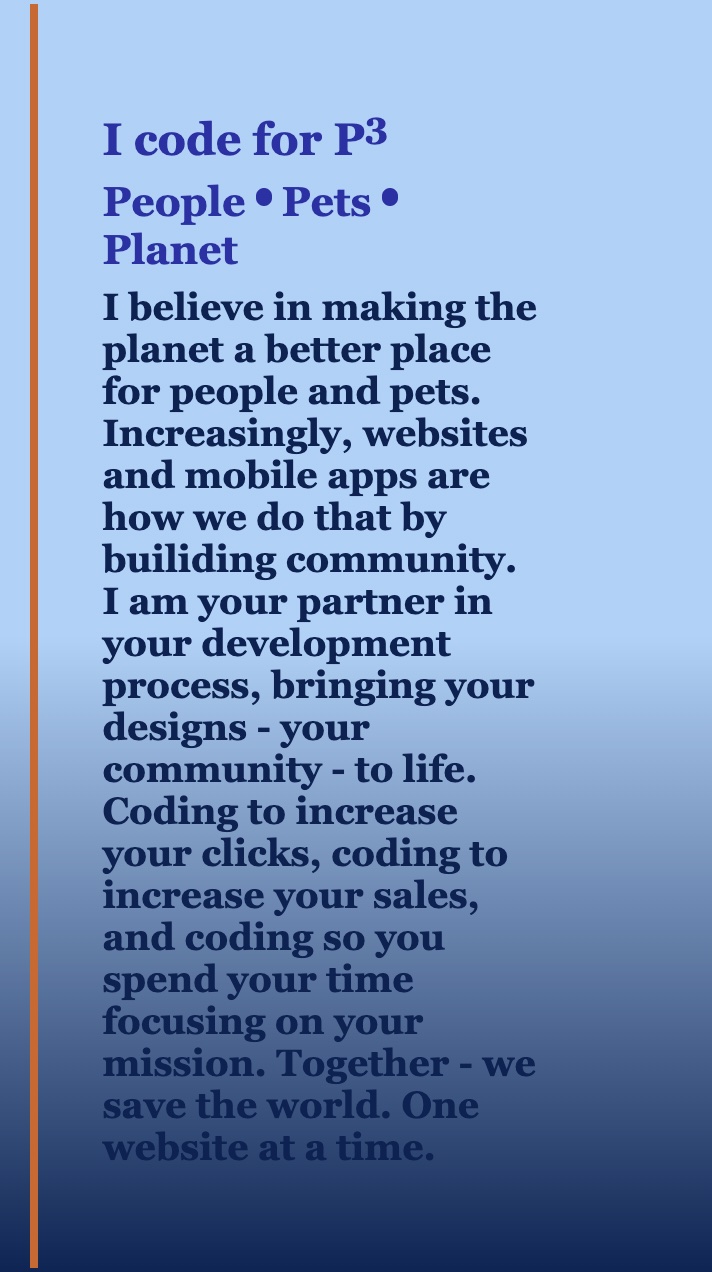 I code for P³
People • Pets •
Planet
I believe in making the
planet a better place
for people and pets.
Increasingly, websites
and mobile apps are
how we do that by
builiding community.
I am your partner in
your development
process, bringing your
designs - your
community - to life.
Coding to increase
your clicks, coding to
increase your sales,
and coding so you
spend your time
focusing on your
mission. Together - we
save the world. One
website at a time.